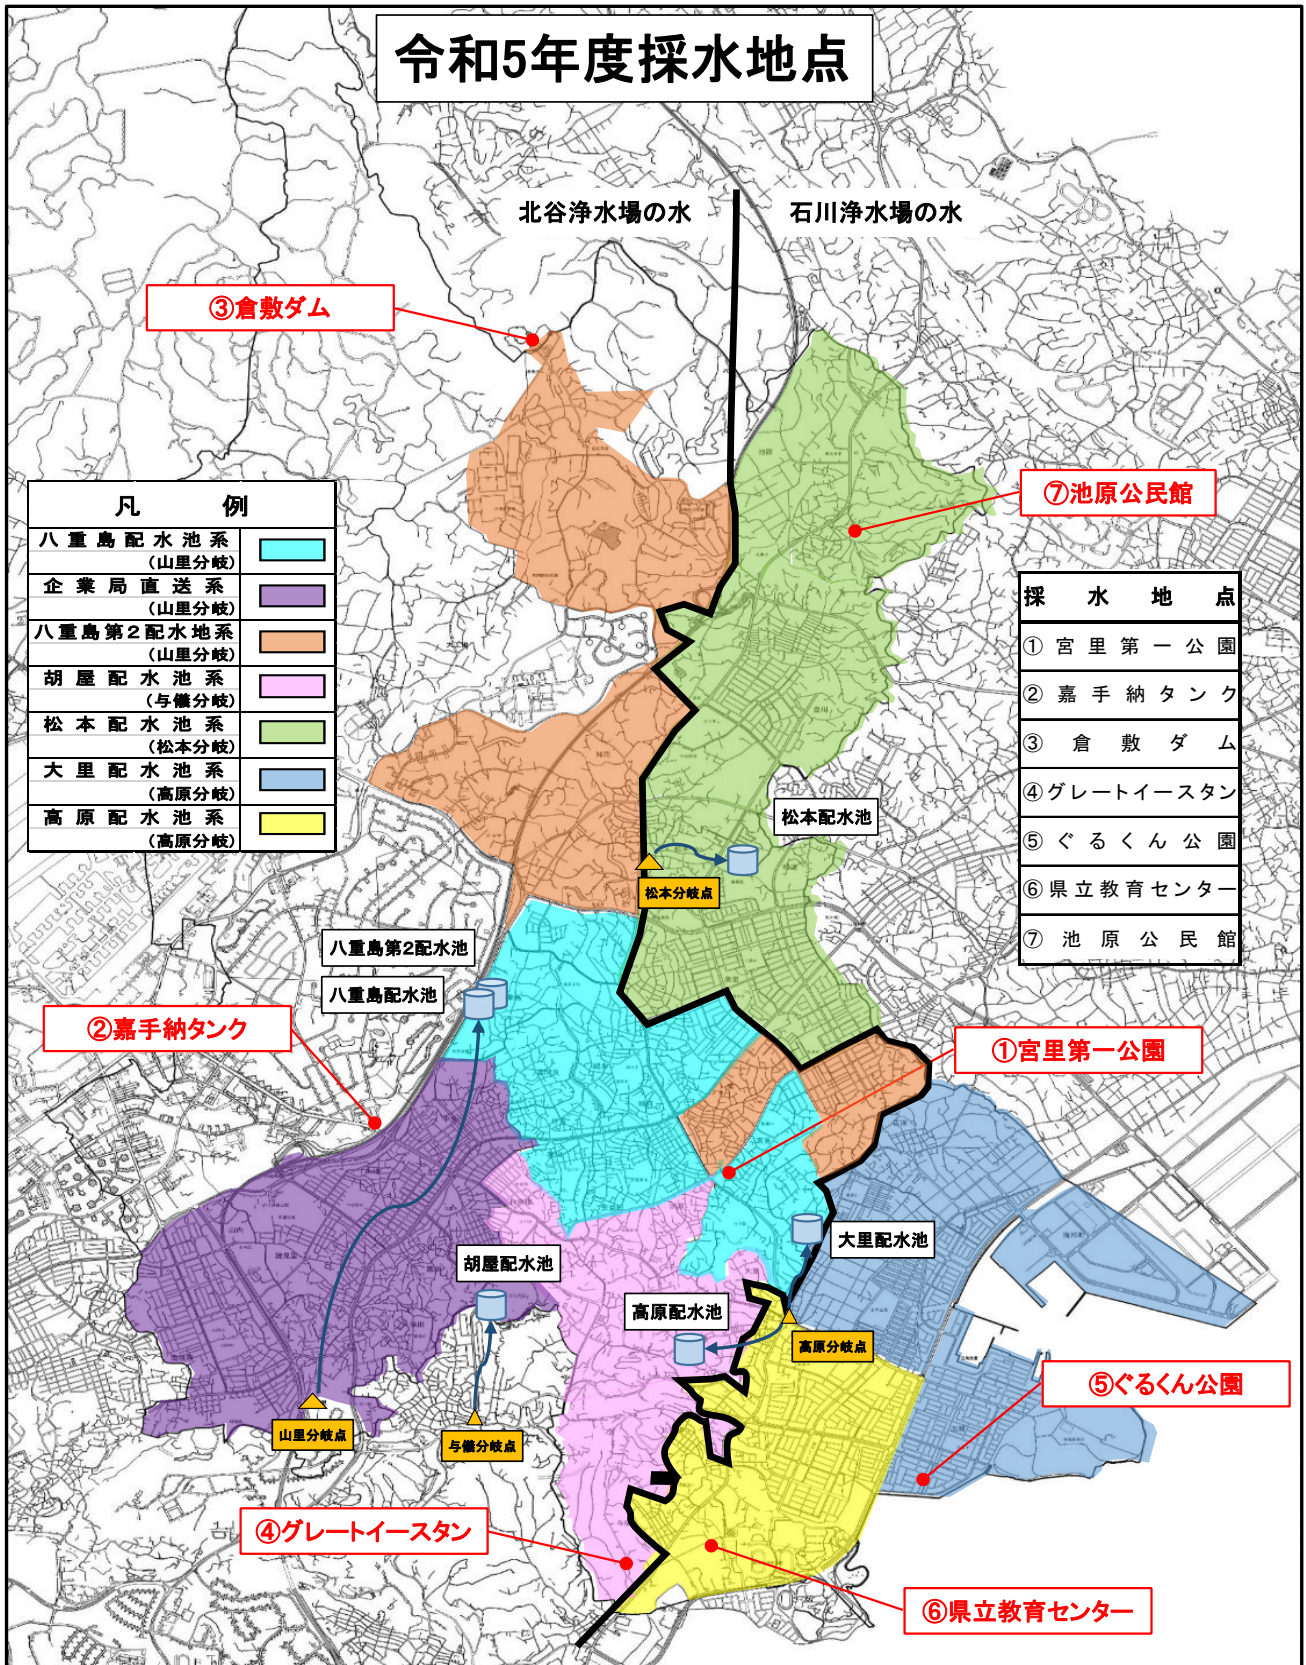 令和5年度採水地点
北谷浄水場の水
石川浄水場の水
③倉敷ダム
⑦池原公民館
凡 例
八重島配水池系
(山里分岐)
企業局直送系
(山里分岐)
八重島第2配水地系
(山里分岐)
胡屋配水池系
(与儀分岐)
松本配水池系
(松本分岐)
大里配水池系
(高原分岐)
高原配水池系
(高原分岐)
採水地点
①宮里第一公園
②嘉手納タンク
③倉敷ダム
④グレートイースタン
⑤ぐるくん公園
⑥県立教育センター
⑦池原公民館
松本配水池
松本分岐点
八重島第2配水池
八重島配水池
②嘉手納タンク
①宮里第一公園
大里配水池
胡屋配水池
高原配水池
高原分岐点
⑤ぐるくん公園
山里分岐点
与儀分岐点
④グレートイースタン
⑥県立教育センター